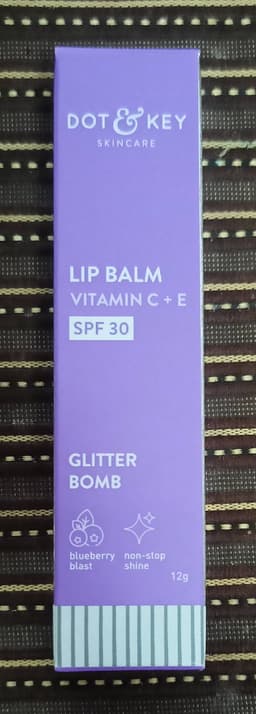 DOT & KEY
SKINCARE
LIP BALM
VITAMIN C + E
SPF 30
GLITTER
BOMB
blueberry blast
non-stop shine
12g